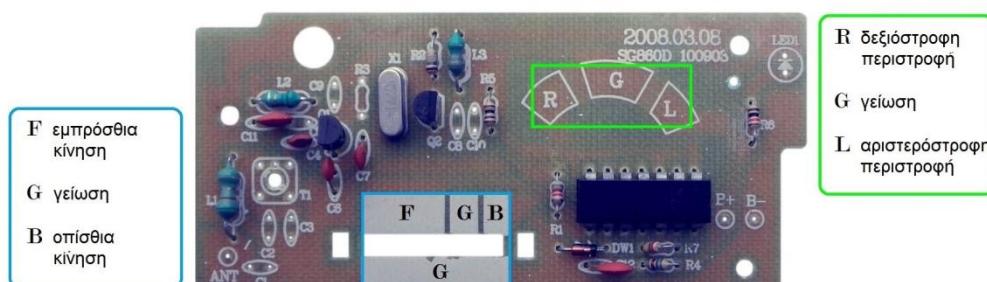 F εμπρόσθια
κίνηση
G γείωση
B οπίσθια
κίνηση
2008.03.08
SG860D 100903
LED1
R2
L3
X1
R3
C9
L2
R5
R
G
L
C11
C4
Q2
C8
C10
C7
R6
T1
C6
L1
F
G
B
R1
P+
B-
C3
C2
DW1
R7
R4
G
ANT
R δεξιόστροφη
περιστροφή
G γείωση
L αριστερόστροφη
περιστροφή